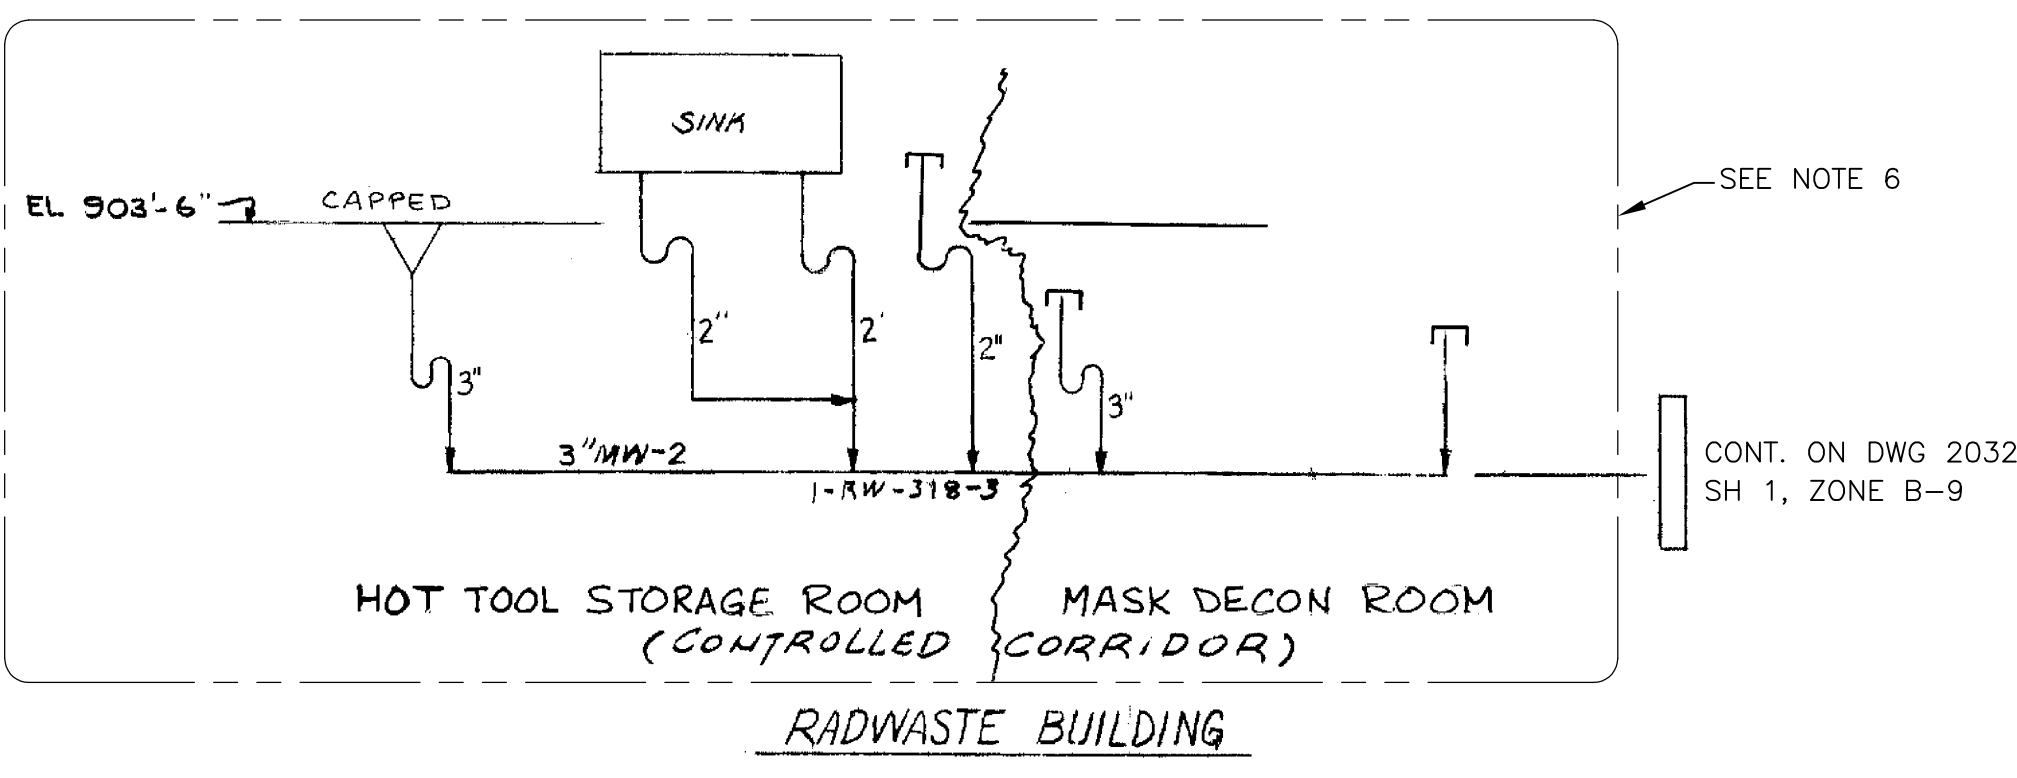 SINK
EL 903'-6"
CAPPED
SEE NOTE 6
2"
2'
2"
3"
3"
3"MW-2
1-RW-318-3
CONT. ON DWG 2032
SH 1, ZONE B-9
HOT TOOL STORAGE ROOM
MASK DECON ROOM
(CONTROLLED CORRIDOR)
RADWASTE BUILDING